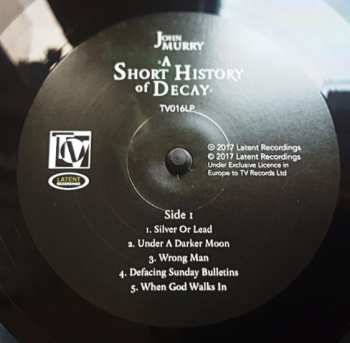 John
Murry
·A
Short History
of Decay·
TV016LP
TV
LATENT
RECORDINGS
℗ 2017 Latent Recordings
© 2017 Latent Recordings
Under Exclusive Licence in
Europe to TV Records Ltd
Side 1
1. Silver Or Lead
2. Under A Darker Moon
3. Wrong Man
4. Defacing Sunday Bulletins
5. When God Walks In